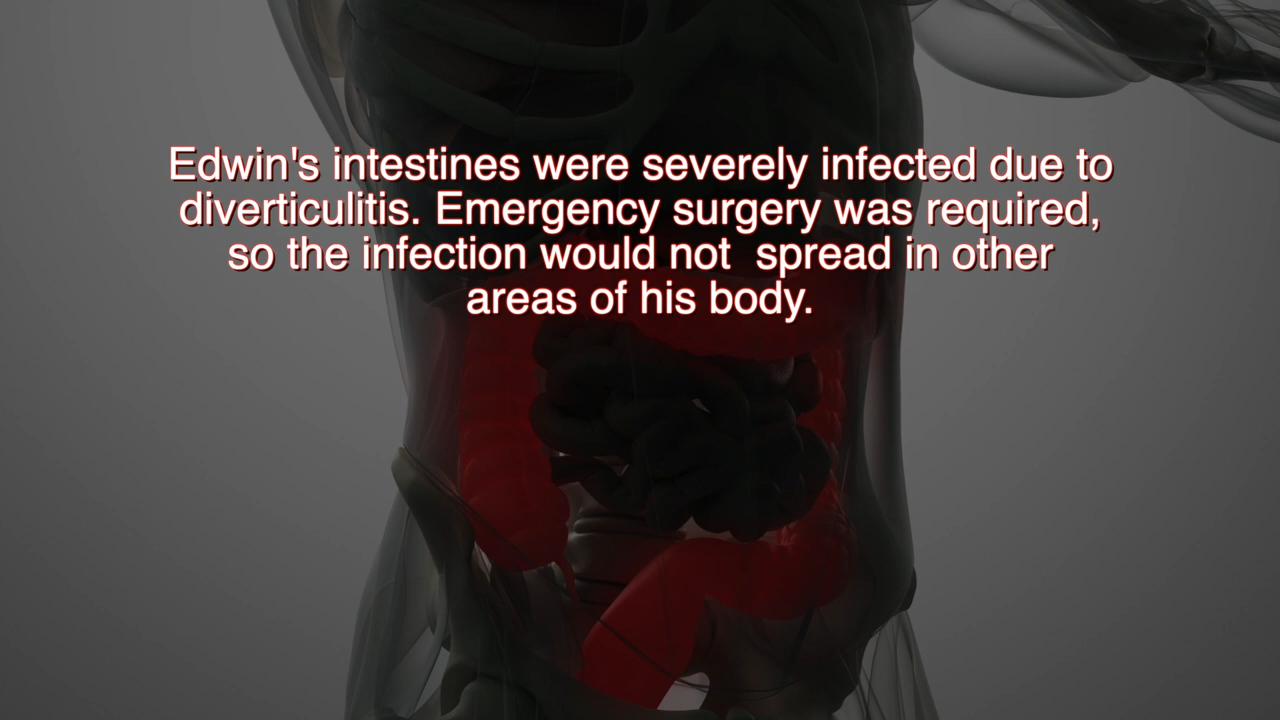 Edwin's intestines were severely infected due to
diverticulitis. Emergency surgery was required,
so the infection would not  spread in other
areas of his body.